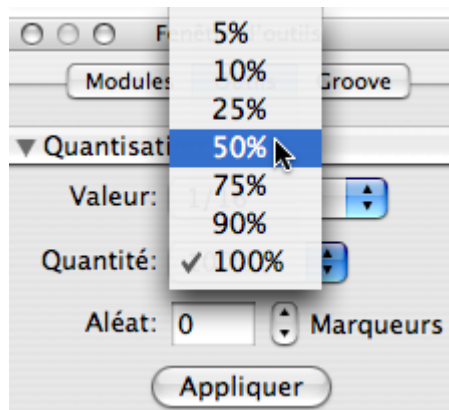 5%
10%
Modules
Groove
25%
Quantisati
50%
Valeur:
75%
90%
Quantité:
✓ 100%
Aléat: 0 Marqueurs
Appliquer